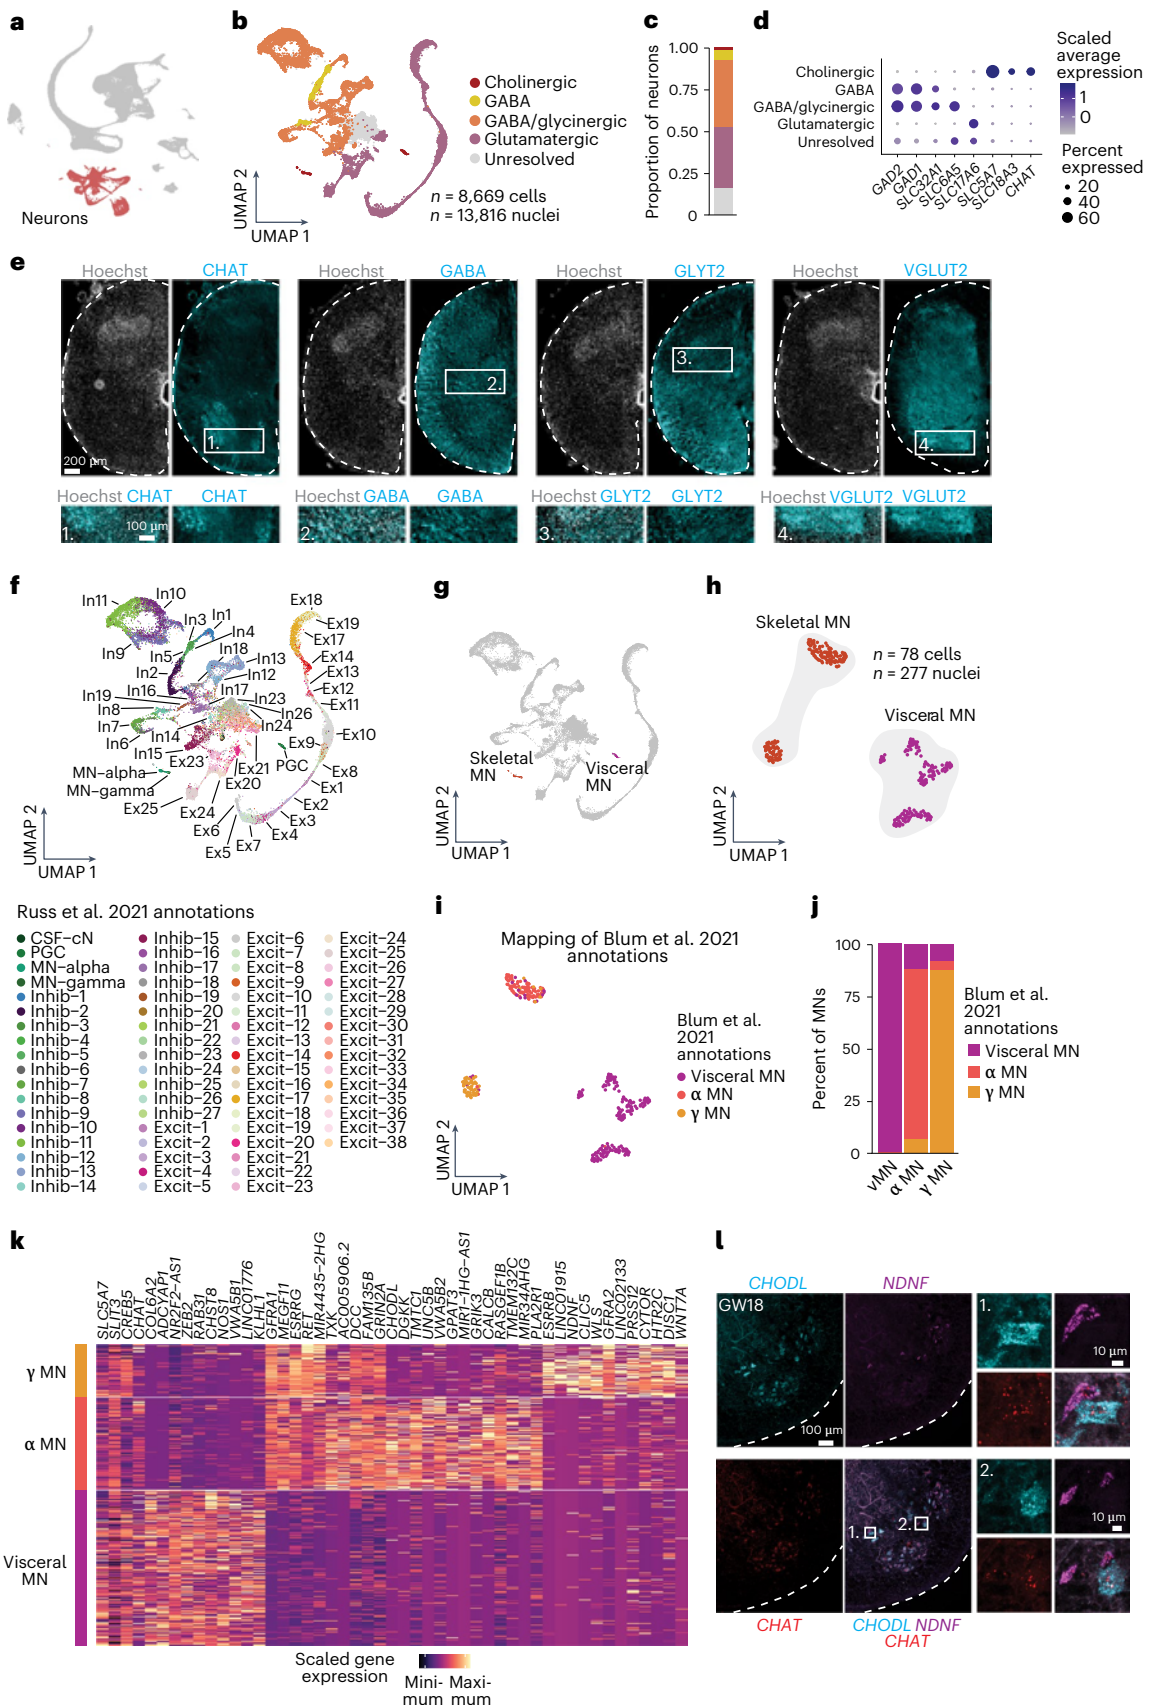 a
Neurons
b
Cholinergic
GABA
GABA/glycinergic
Glutamatergic
Unresolved
n = 8,669 cells
n = 13,816 nuclei
UMAP 2
UMAP 1
c
Proportion of neurons
1.00
0.75
0.50
0.25
0
d
Cholinergic
GABA
GABA/glycinergic
Glutamatergic
Unresolved
GAD2
GAD1
SLC32A1
SLC6A5
SLC17A6
SLC5A7
SLC18A3
CHAT
Scaled
average
expression
1
0
Percent
expressed
20
40
60
e
Hoechst CHAT
Hoechst GABA
Hoechst GLYT2
Hoechst VGLUT2
1.
2.
3.
4.
200 µm
Hoechst CHAT CHAT
Hoechst GABA GABA
Hoechst GLYT2 GLYT2
Hoechst VGLUT2 VGLUT2
1.
100 µm
2.
3.
4.
f
In11
In10
In3
In1
In4
In9
In5
In18
In13
In2
In12
In16
In17
In19
In23
In8
In26
In7
In14
In24
In6
In15
Ex23
MN-alpha
MN-gamma
Ex25
Ex24
Ex21
Ex20
PGC
Ex18
Ex19
Ex17
Ex14
Ex13
Ex12
Ex11
Ex10
Ex9
Ex8
Ex1
Ex2
Ex3
Ex4
Ex6
Ex5
Ex7
UMAP 2
UMAP 1
Russ et al. 2021 annotations
CSF-cN
PGC
MN-alpha
MN-gamma
Inhib-1
Inhib-2
Inhib-3
Inhib-4
Inhib-5
Inhib-6
Inhib-7
Inhib-8
Inhib-9
Inhib-10
Inhib-11
Inhib-12
Inhib-13
Inhib-14
Inhib-15
Inhib-16
Inhib-17
Inhib-18
Inhib-19
Inhib-20
Inhib-21
Inhib-22
Inhib-23
Inhib-24
Inhib-25
Inhib-26
Inhib-27
Excit-1
Excit-2
Excit-3
Excit-4
Excit-5
Excit-6
Excit-7
Excit-8
Excit-9
Excit-10
Excit-11
Excit-12
Excit-13
Excit-14
Excit-15
Excit-16
Excit-17
Excit-18
Excit-19
Excit-20
Excit-21
Excit-22
Excit-23
Excit-24
Excit-25
Excit-26
Excit-27
Excit-28
Excit-29
Excit-30
Excit-31
Excit-32
Excit-33
Excit-34
Excit-35
Excit-36
Excit-37
Excit-38
g
Skeletal
MN
Visceral
MN
UMAP 2
UMAP 1
h
Skeletal MN
n = 78 cells
n = 277 nuclei
Visceral MN
UMAP 2
UMAP 1
i
Mapping of Blum et al. 2021
annotations
Blum et al.
2021
annotations
Visceral MN
α MN
γ MN
UMAP 2
UMAP 1
j
Percent of MNs
100
75
50
25
0
vMN
α MN
γ MN
Blum et al.
2021
annotations
Visceral MN
α MN
γ MN
k
SLC5A7
SLIT3
CREB5
CHAT
COL6A2
ADCYAP1
NR2F2-AS1
ZEB2
RAB31
FBN2
NOS1
VWA5B1
LINC01776
KLHL1
GFRA1
MEGF11
ESRRG
RET
MIR4435-2HG
TXK
AC005906.2
DCC
FAM135B
GRIN2A
CHODL
DGKK
TMTC1
UNC5B
VWA5B2
GPAT3
MRH-1HG-AS1
GRIK3
CALCB
RASGEF1B
TMEM132C
MIR34AHG
PLA2R1
ESRRB
LINC01915
NDNF
CLIC5
WLS
GFRA2
LINC02133
PRSS12
CNTNR
HTR2C
DISC1
WNT7A
γ MN
α MN
Visceral
MN
Scaled gene
expression
Mini-
mum
Maxi-
mum
l
CHODL
NDNF
GW18
100 µm
1.
10 µm
1.
2.
2.
10 µm
CHAT
CHODL NDNF
CHAT